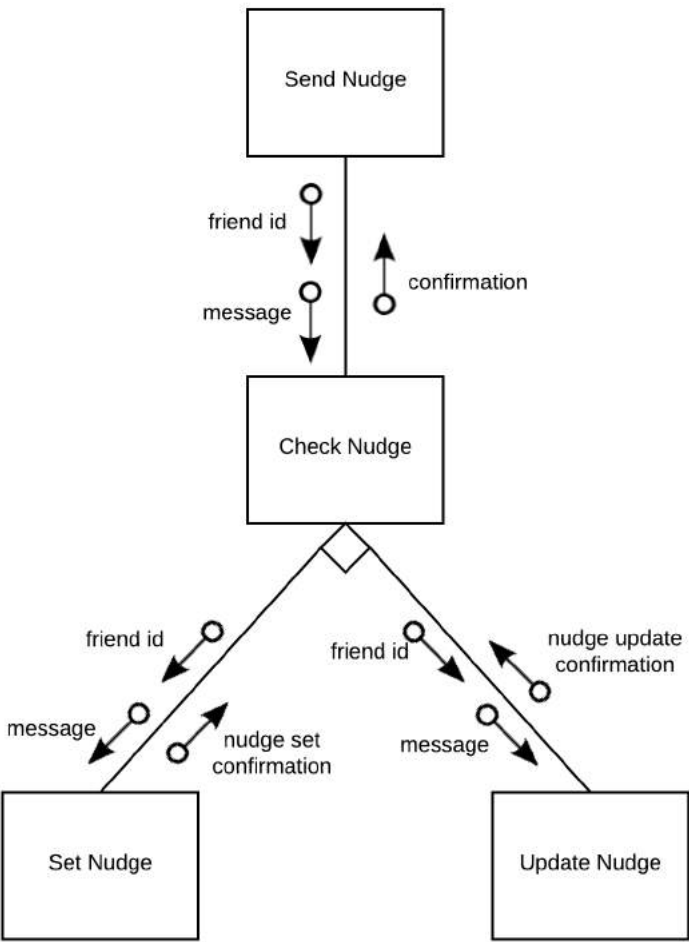 Send Nudge
friend id
confirmation
message
Check Nudge
friend id
friend id
nudge update
confirmation
message
nudge set
confirmation
message
Set Nudge
Update Nudge